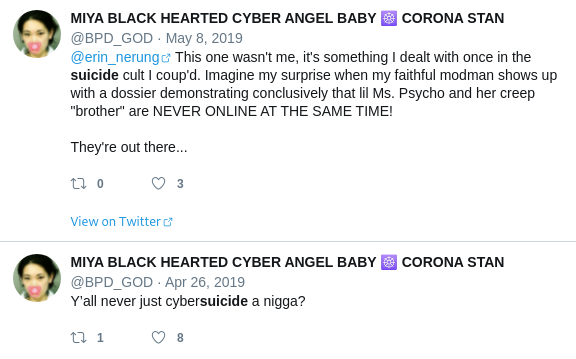 MIYA BLACK HEARTED CYBER ANGEL BABY ☸ CORONA STAN
@BPD_GOD · May 8, 2019
@erin_nerung This one wasn't me, it's something I dealt with once in the
suicide cult I coup'd. Imagine my surprise when my faithful modman shows up
with a dossier demonstrating conclusively that lil Ms. Psycho and her creep
"brother" are NEVER ONLINE AT THE SAME TIME!
They're out there...
0 3
View on Twitter
MIYA BLACK HEARTED CYBER ANGEL BABY ☸ CORONA STAN
@BPD_GOD · Apr 26, 2019
Y'all never just cybersuicide a nigga?
1 8